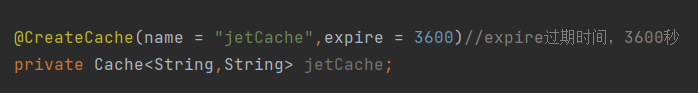 @CreateCache(name = "jetCache",expire = 3600)//expire过期时间，3600秒
private Cache<String,String> jetCache;